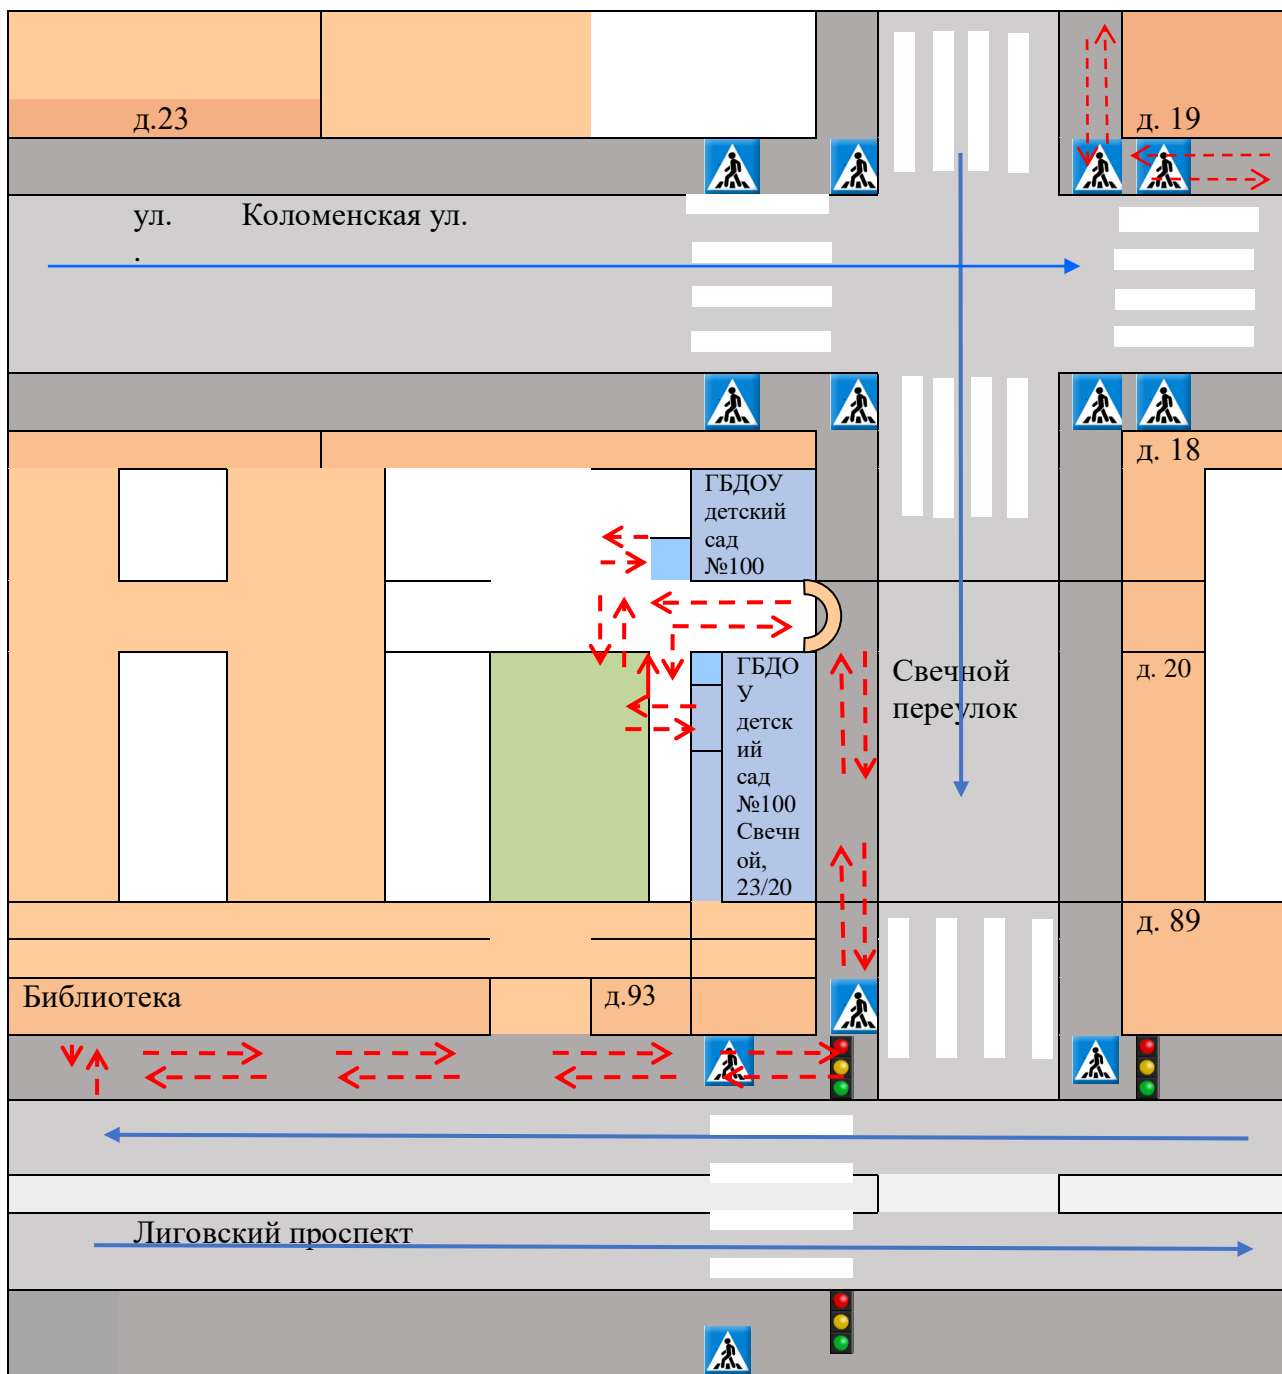 д.23
д. 19
ул. Коломенская ул.
.
д. 18
ГБДОУ
детский
сад
№100
ГБДО
У
детск
ий
сад
№100
Свечн
ой,
23/20
Свечной
переулок
д. 20
д. 89
Библиотека
д.93
Лиговский проспект